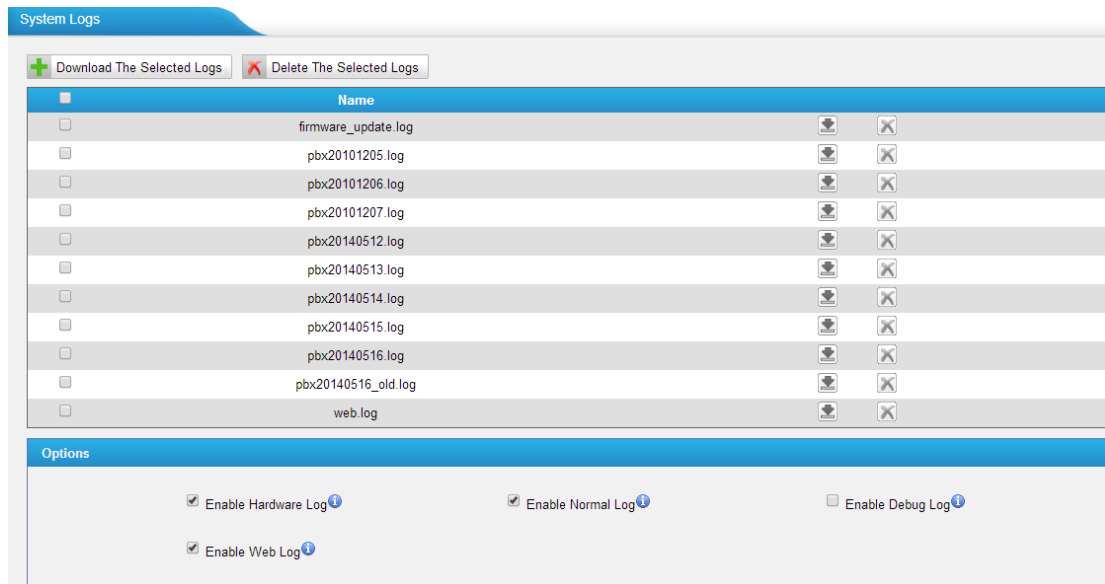 System Logs
Download The Selected Logs Delete The Selected Logs
Name
firmware_update.log
pbx20101205.log
pbx20101206.log
pbx20101207.log
pbx20140512.log
pbx20140513.log
pbx20140514.log
pbx20140515.log
pbx20140516.log
pbx20140516_old.log
web.log
Options
Enable Hardware Log Enable Normal Log Enable Debug Log
Enable Web Log